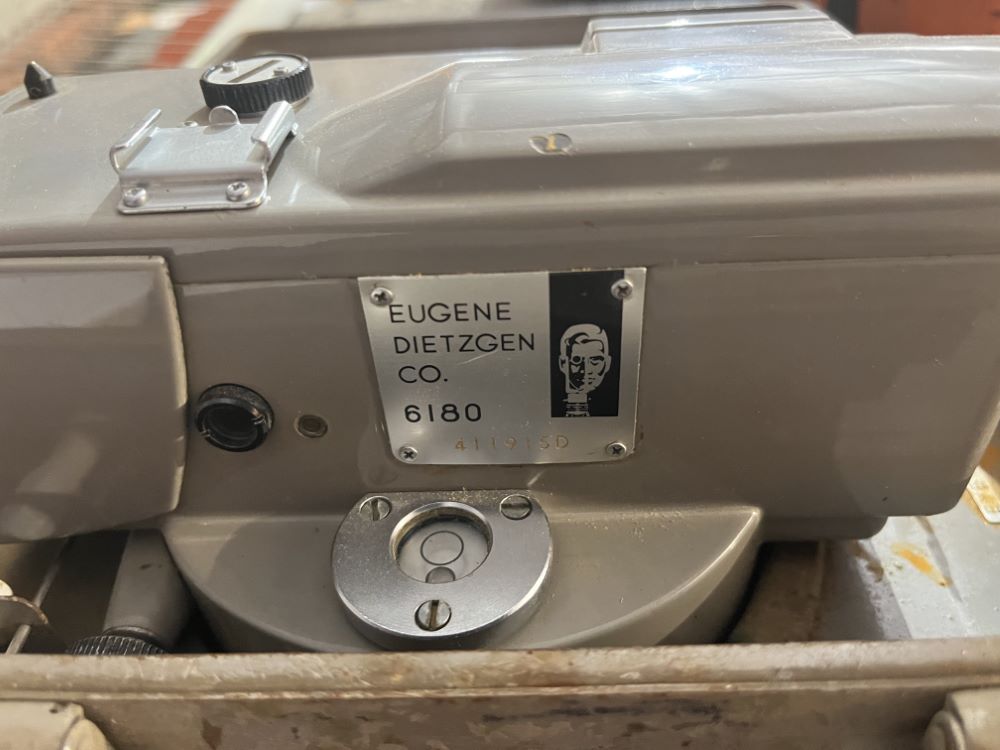 EUGENE
DIETZGEN
CO.
6180
411915D